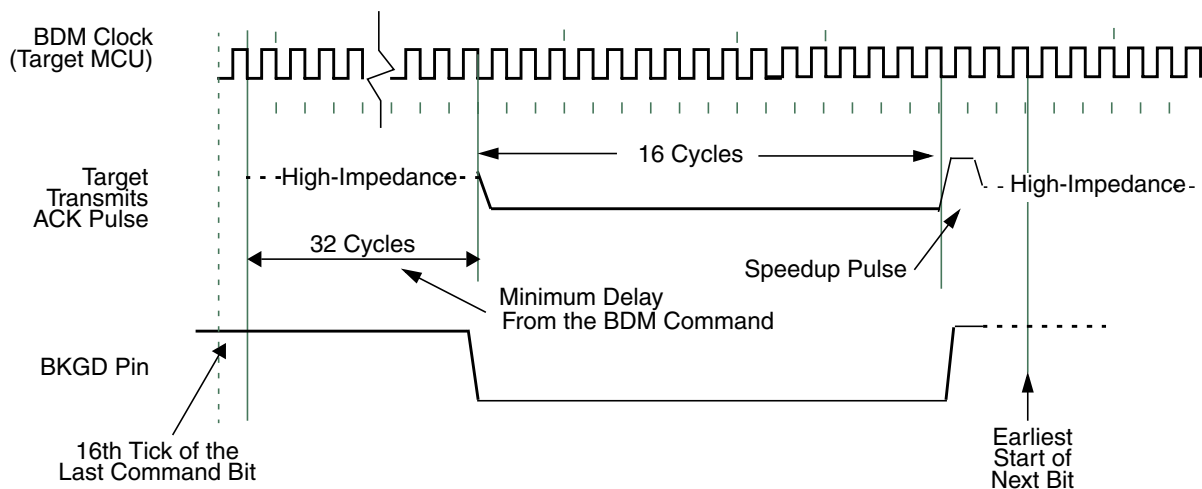 BDM Clock
(Target MCU)
16 Cycles
Target
Transmits
ACK Pulse
High-Impedance
High-Impedance
32 Cycles
Speedup Pulse
Minimum Delay
From the BDM Command
BKGD Pin
16th Tick of the
Last Command Bit
Earliest
Start of
Next Bit